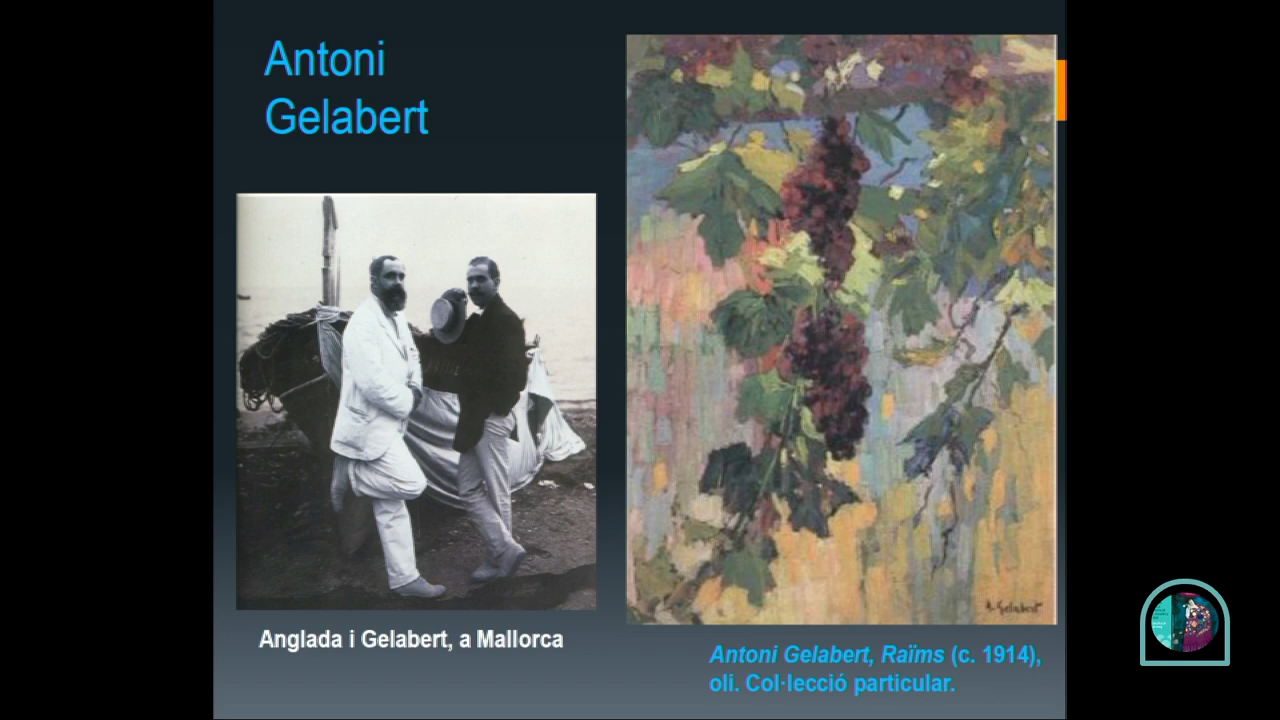 Antoni
Gelabert
Anglada i Gelabert, a Mallorca
A. Gelabert
Antoni Gelabert, Raïms (c. 1914),
oli. Col·lecció particular.